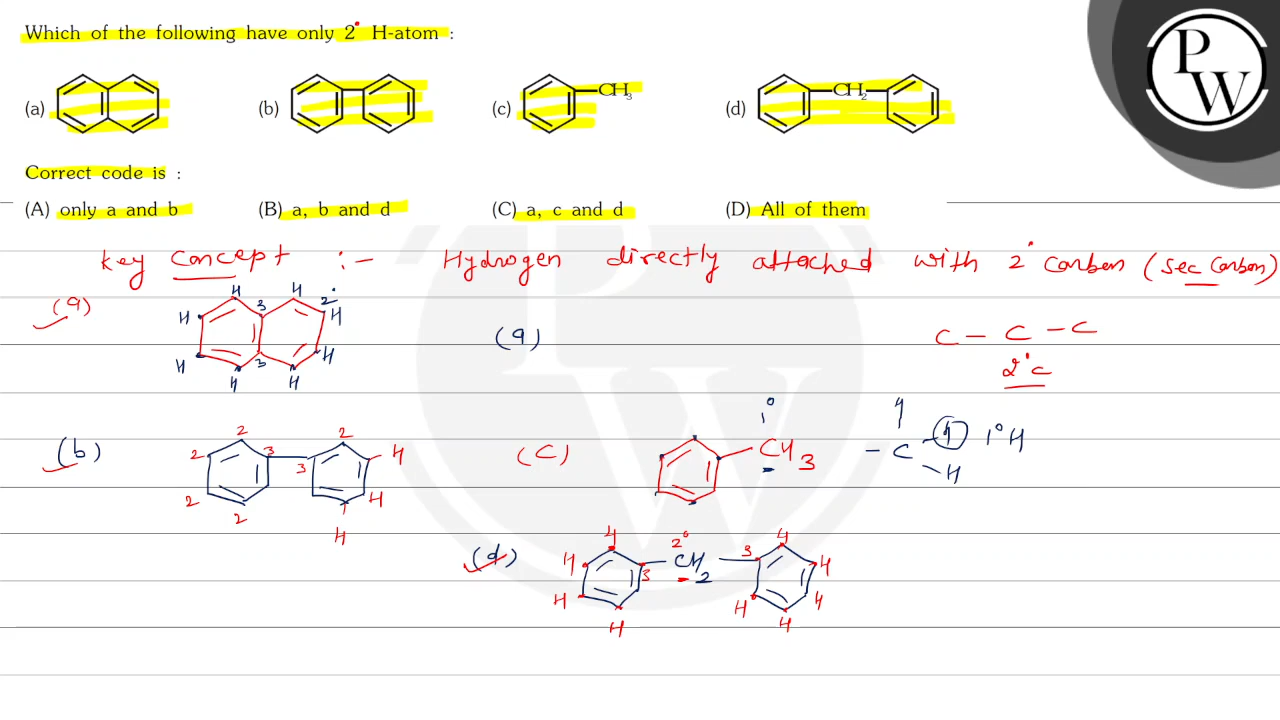 Which of the following have only 2° H-atom :
(a) (b) CH3 (c) (d) CH2
Correct code is :
(A) only a and b (B) a, b and d (C) a, c and d (D) All of them
P
W
key concept :- Hydrogen directly attached with 2° carbon (sec carbon)
(a) H H 2° H H H H H H H 3 3
(a)
C - C - C
2°c
(b) 2 2 2 2 3 3 2 H H H
(c) 1° CH3
H - C - H 1°H
H
(d) H H H H 3 2° CH2 3 H H H H H